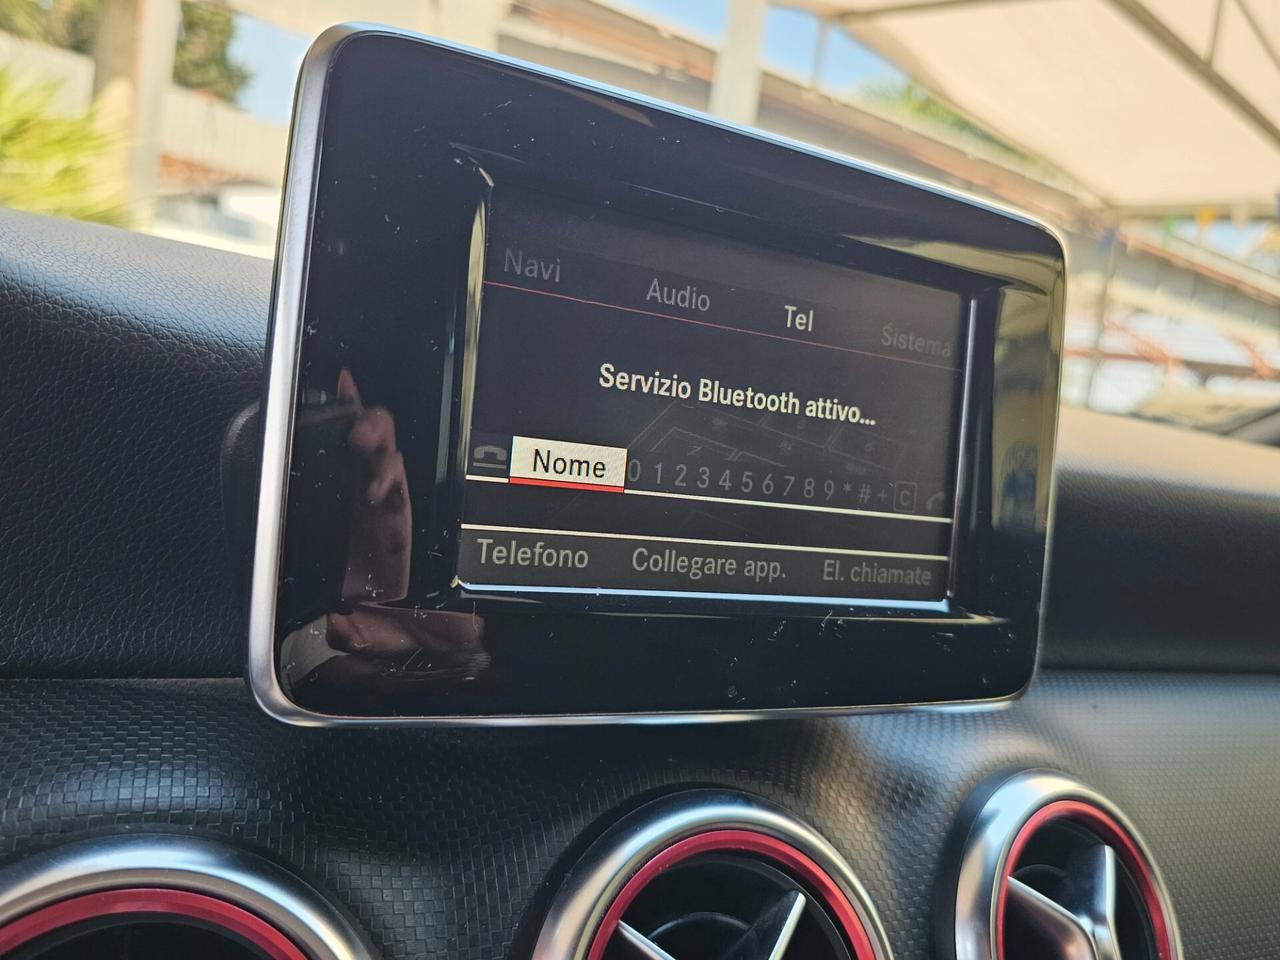 Navi Audio Tel Sistema
Servizio Bluetooth attivo...
Nome 0 1 2 3 4 5 6 7 8 9 * # + C
Telefono Collegare app. El. chiamate